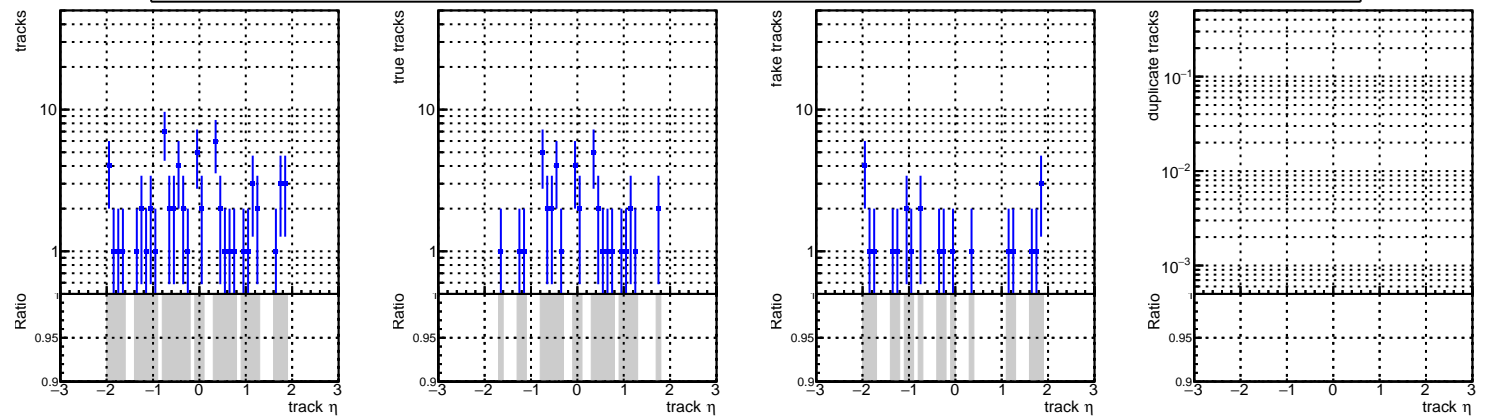 tracks
10
1
Ratio
1
0.95
0.9
−3 −2 −1 0 1 2 3
track η
true tracks
10
1
Ratio
1
0.95
0.9
−3 −2 −1 0 1 2 3
track η
fake tracks
10
1
Ratio
1
0.95
0.9
−3 −2 −1 0 1 2 3
track η
duplicate tracks
10⁻¹
10⁻²
10⁻³
Ratio
1
0.95
0.9
−3 −2 −1 0 1 2 3
track η